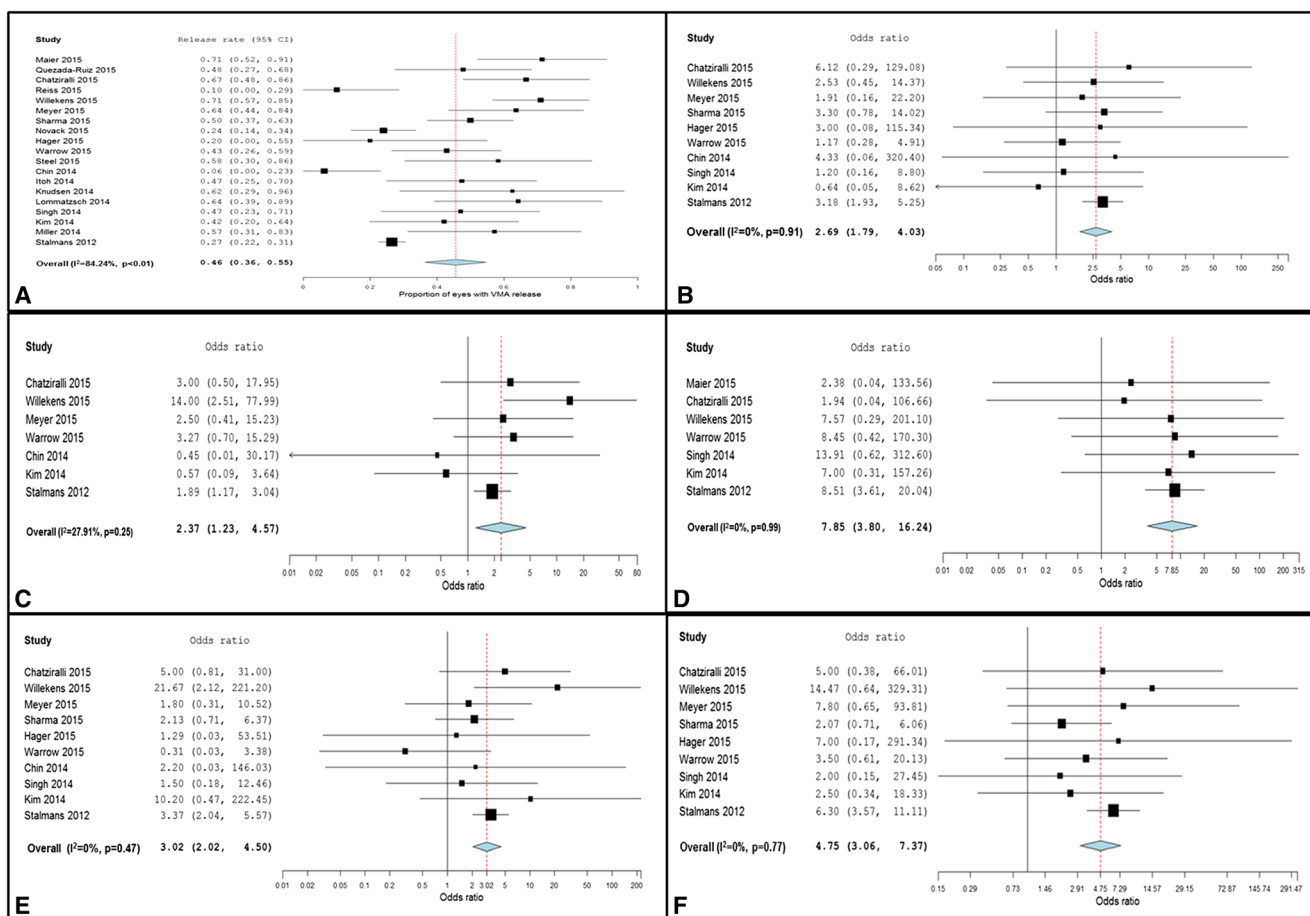 Study Release rate (95% CI)
Maier 2015 0.71 (0.52, 0.91)
Quezada-Ruiz 2015 0.48 (0.27, 0.68)
Chatziralli 2015 0.67 (0.48, 0.86)
Reiss 2015 0.10 (0.00, 0.29)
Willekens 2015 0.71 (0.57, 0.85)
Meyer 2015 0.64 (0.44, 0.84)
Sharma 2015 0.50 (0.37, 0.63)
Novack 2015 0.24 (0.14, 0.34)
Hager 2015 0.20 (0.00, 0.55)
Warrow 2015 0.43 (0.26, 0.59)
Steel 2015 0.58 (0.30, 0.86)
Chin 2014 0.06 (0.00, 0.23)
Itoh 2014 0.47 (0.25, 0.70)
Knudsen 2014 0.62 (0.29, 0.96)
Lommatzsch 2014 0.64 (0.39, 0.89)
Singh 2014 0.47 (0.23, 0.71)
Kim 2014 0.42 (0.20, 0.64)
Miller 2014 0.57 (0.31, 0.83)
Stalmans 2012 0.27 (0.22, 0.31)
Overall (I²=84.24%, p<0.01) 0.46 (0.36, 0.55)
0 0.2 0.4 0.6 0.8 1
Proportion of eyes with VMA release
A
Study Odds ratio
Chatziralli 2015 6.12 (0.29, 129.08)
Willekens 2015 2.53 (0.45, 14.37)
Meyer 2015 1.91 (0.16, 22.20)
Sharma 2015 3.30 (0.78, 14.02)
Hager 2015 3.00 (0.08, 115.34)
Warrow 2015 1.17 (0.28, 4.91)
Chin 2014 4.33 (0.06, 320.40)
Singh 2014 1.20 (0.16, 8.80)
Kim 2014 0.64 (0.05, 8.62)
Stalmans 2012 3.18 (1.93, 5.25)
Overall (I²=0%, p=0.91) 2.69 (1.79, 4.03)
0.05 0.1 0.25 0.5 1 2.5 5 10 25 50 100 250
Odds ratio
B
Study Odds ratio
Chatziralli 2015 3.00 (0.50, 17.95)
Willekens 2015 14.00 (2.51, 77.99)
Meyer 2015 2.50 (0.41, 15.23)
Warrow 2015 3.27 (0.70, 15.29)
Chin 2014 0.45 (0.01, 30.17)
Kim 2014 0.57 (0.09, 3.64)
Stalmans 2012 1.89 (1.17, 3.04)
Overall (I²=27.91%, p=0.25) 2.37 (1.23, 4.57)
0.01 0.02 0.05 0.1 0.2 0.5 1 2 5 10 20 50 80
Odds ratio
C
Study Odds ratio
Maier 2015 2.38 (0.04, 133.56)
Chatziralli 2015 1.94 (0.04, 106.66)
Willekens 2015 7.57 (0.29, 201.10)
Warrow 2015 8.45 (0.42, 170.30)
Singh 2014 13.91 (0.62, 312.60)
Kim 2014 7.00 (0.31, 157.26)
Stalmans 2012 8.51 (3.61, 20.04)
Overall (I²=0%, p=0.99) 7.85 (3.80, 16.24)
0.01 0.02 0.05 0.1 0.2 0.5 1 2 5 7.85 20 50 100 200 315
Odds ratio
D
Study Odds ratio
Chatziralli 2015 5.00 (0.81, 31.00)
Willekens 2015 21.67 (2.12, 221.20)
Meyer 2015 1.80 (0.31, 10.52)
Sharma 2015 2.13 (0.71, 6.37)
Hager 2015 1.29 (0.03, 53.51)
Warrow 2015 0.31 (0.03, 3.38)
Chin 2014 2.20 (0.03, 146.03)
Singh 2014 1.50 (0.18, 12.46)
Kim 2014 10.20 (0.47, 222.45)
Stalmans 2012 3.37 (2.04, 5.57)
Overall (I²=0%, p=0.47) 3.02 (2.02, 4.50)
0.01 0.02 0.05 0.1 0.2 0.5 1 2 3.02 5 10 20 50 100 200
Odds ratio
E
Study Odds ratio
Chatziralli 2015 5.00 (0.38, 66.01)
Willekens 2015 14.47 (0.64, 329.31)
Meyer 2015 7.80 (0.65, 93.81)
Sharma 2015 2.07 (0.71, 6.06)
Hager 2015 7.00 (0.17, 291.34)
Warrow 2015 3.50 (0.61, 20.13)
Singh 2014 2.00 (0.15, 27.45)
Kim 2014 2.50 (0.34, 18.33)
Stalmans 2012 6.30 (3.57, 11.11)
Overall (I²=0%, p=0.77) 4.75 (3.06, 7.37)
0.15 0.29 0.73 1.46 2.91 4.75 7.29 14.57 29.15 72.87 145.74 291.47
Odds ratio
F